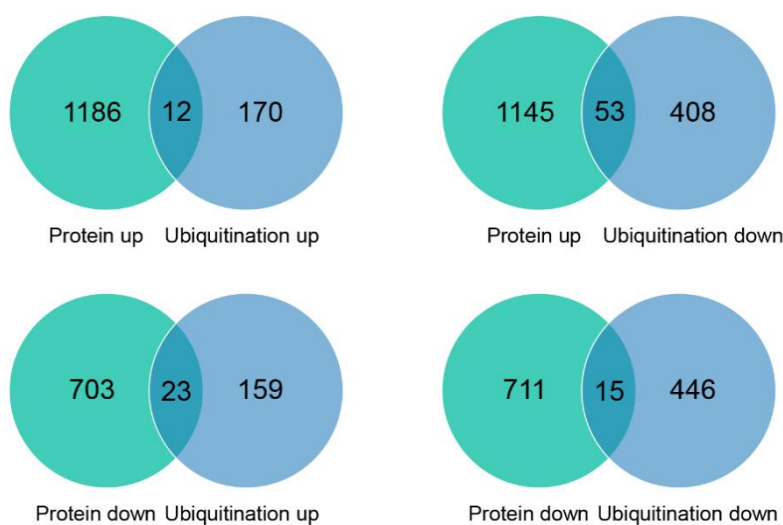 1186 12 170
1145 53 408
Protein up Ubiquitination up
Protein up Ubiquitination down
703 23 159
711 15 446
Protein down Ubiquitination up
Protein down Ubiquitination down